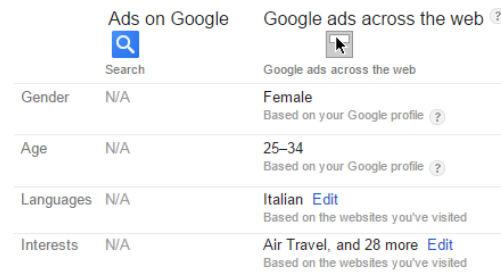 Ads on Google Google ads across the web ?
Search Google ads across the web
Gender N/A Female
Based on your Google profile ?
Age N/A 25–34
Based on your Google profile ?
Languages N/A Italian Edit
Based on the websites you've visited
Interests N/A Air Travel, and 28 more Edit
Based on the websites you've visited